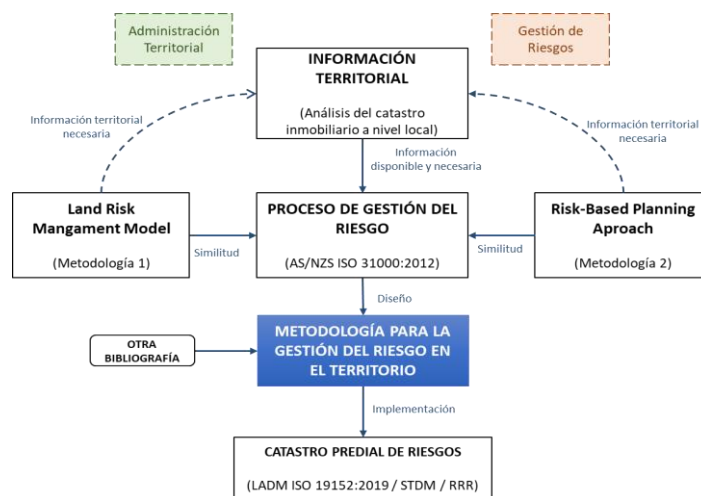 Administración
Territorial
Gestión de
Riesgos
INFORMACIÓN
TERRITORIAL
(Análisis del catastro
inmobiliario a nivel local)
Información territorial
necesaria
Información territorial
necesaria
Información
disponible y necesaria
Land Risk
Mangament Model
(Metodología 1)
Similitud
PROCESO DE GESTIÓN DEL
RIESGO
(AS/NZS ISO 31000:2012)
Similitud
Risk-Based Planning
Aproach
(Metodología 2)
Diseño
OTRA
BIBLIOGRAFÍA
METODOLOGÍA PARA LA
GESTIÓN DEL RIESGO EN
EL TERRITORIO
Implementación
CATASTRO PREDIAL DE RIESGOS
(LADM ISO 19152:2019 / STDM / RRR)